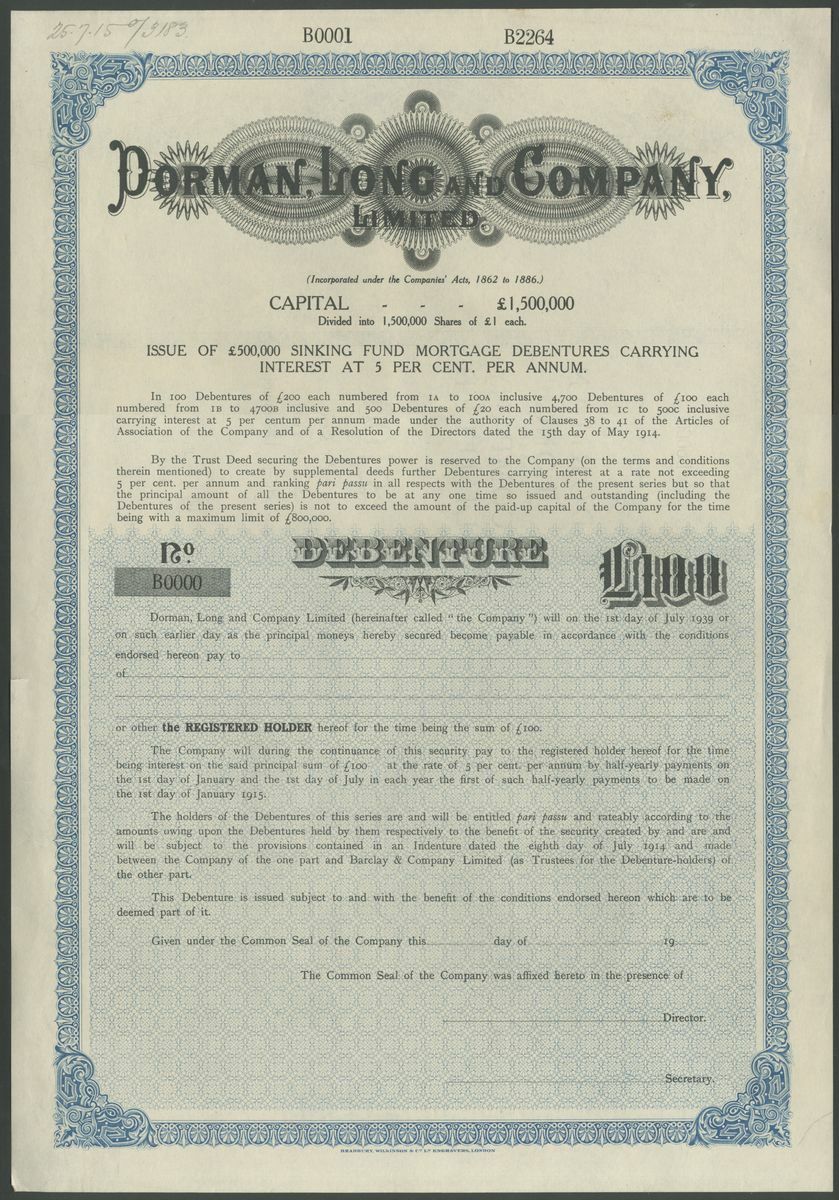 25.7.15 % 9183.
B0001 B2264
DORMAN, LONG AND COMPANY,
LIMITED.
(Incorporated under the Companies' Acts, 1862 to 1886.)
CAPITAL - - - £1,500,000
Divided into 1,500,000 Shares of £1 each.
ISSUE OF £500,000 SINKING FUND MORTGAGE DEBENTURES CARRYING
INTEREST AT 5 PER CENT. PER ANNUM.
In 100 Debentures of £200 each numbered from 1A to 100A inclusive 4,700 Debentures of £100 each
numbered from 1B to 4700B inclusive and 500 Debentures of £20 each numbered from 1C to 500C inclusive
carrying interest at 5 per centum per annum made under the authority of Clauses 38 to 41 of the Articles of
Association of the Company and of a Resolution of the Directors dated the 15th day of May 1914.
By the Trust Deed securing the Debentures power is reserved to the Company (on the terms and conditions
therein mentioned) to create by supplemental deeds further Debentures carrying interest at a rate not exceeding
5 per cent. per annum and ranking pari passu in all respects with the Debentures of the present series but so that
the principal amount of all the Debentures to be at any one time so issued and outstanding (including the
Debentures of the present series) is not to exceed the amount of the paid-up capital of the Company for the time
being with a maximum limit of £800,000.
No. DEBENTURE £100
B0000
Dorman, Long and Company Limited (hereinafter called "the Company") will on the 1st day of July 1939 or
on such earlier day as the principal moneys hereby secured become payable in accordance with the conditions
endorsed hereon pay to
of
or other the REGISTERED HOLDER hereof for the time being the sum of £100.
The Company will during the continuance of this security pay to the registered holder hereof for the time
being interest on the said principal sum of £100 at the rate of 5 per cent. per annum by half-yearly payments on
the 1st day of January and the 1st day of July in each year the first of such half-yearly payments to be made on
the 1st day of January 1915.
The holders of the Debentures of this series are and will be entitled pari passu and rateably according to the
amounts owing upon the Debentures held by them respectively to the benefit of the security created by and are and
will be subject to the provisions contained in an Indenture dated the eighth day of July 1914 and made
between the Company of the one part and Barclay & Company Limited (as Trustees for the Debenture-holders) of
the other part.
This Debenture is issued subject to and with the benefit of the conditions endorsed hereon which are to be
deemed part of it.
Given under the Common Seal of the Company this day of 19
The Common Seal of the Company was affixed hereto in the presence of
Director.
Secretary.
BRADBURY, WILKINSON & Co Ld ENGRAVERS, LONDON